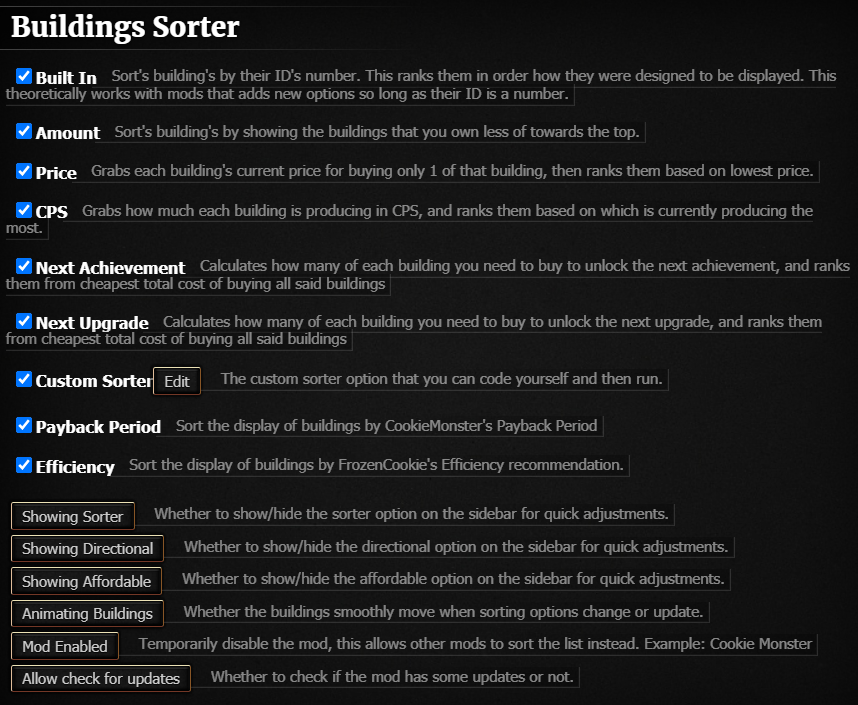 Buildings Sorter
Built In Sort's building's by their ID's number. This ranks them in order how they were designed to be displayed. This
theoretically works with mods that adds new options so long as their ID is a number.
Amount Sort's building's by showing the buildings that you own less of towards the top.
Price Grabs each building's current price for buying only 1 of that building, then ranks them based on lowest price.
CPS Grabs how much each building is producing in CPS, and ranks them based on which is currently producing the
most.
Next Achievement Calculates how many of each building you need to buy to unlock the next achievement, and ranks
them from cheapest total cost of buying all said buildings
Next Upgrade Calculates how many of each building you need to buy to unlock the next upgrade, and ranks them
from cheapest total cost of buying all said buildings
Custom Sorter Edit The custom sorter option that you can code yourself and then run.
Payback Period Sort the display of buildings by CookieMonster's Payback Period
Efficiency Sort the display of buildings by FrozenCookie's Efficiency recommendation.
Showing Sorter Whether to show/hide the sorter option on the sidebar for quick adjustments.
Showing Directional Whether to show/hide the directional option on the sidebar for quick adjustments.
Showing Affordable Whether to show/hide the affordable option on the sidebar for quick adjustments.
Animating Buildings Whether the buildings smoothly move when sorting options change or update.
Mod Enabled Temporarily disable the mod, this allows other mods to sort the list instead. Example: Cookie Monster
Allow check for updates Whether to check if the mod has some updates or not.